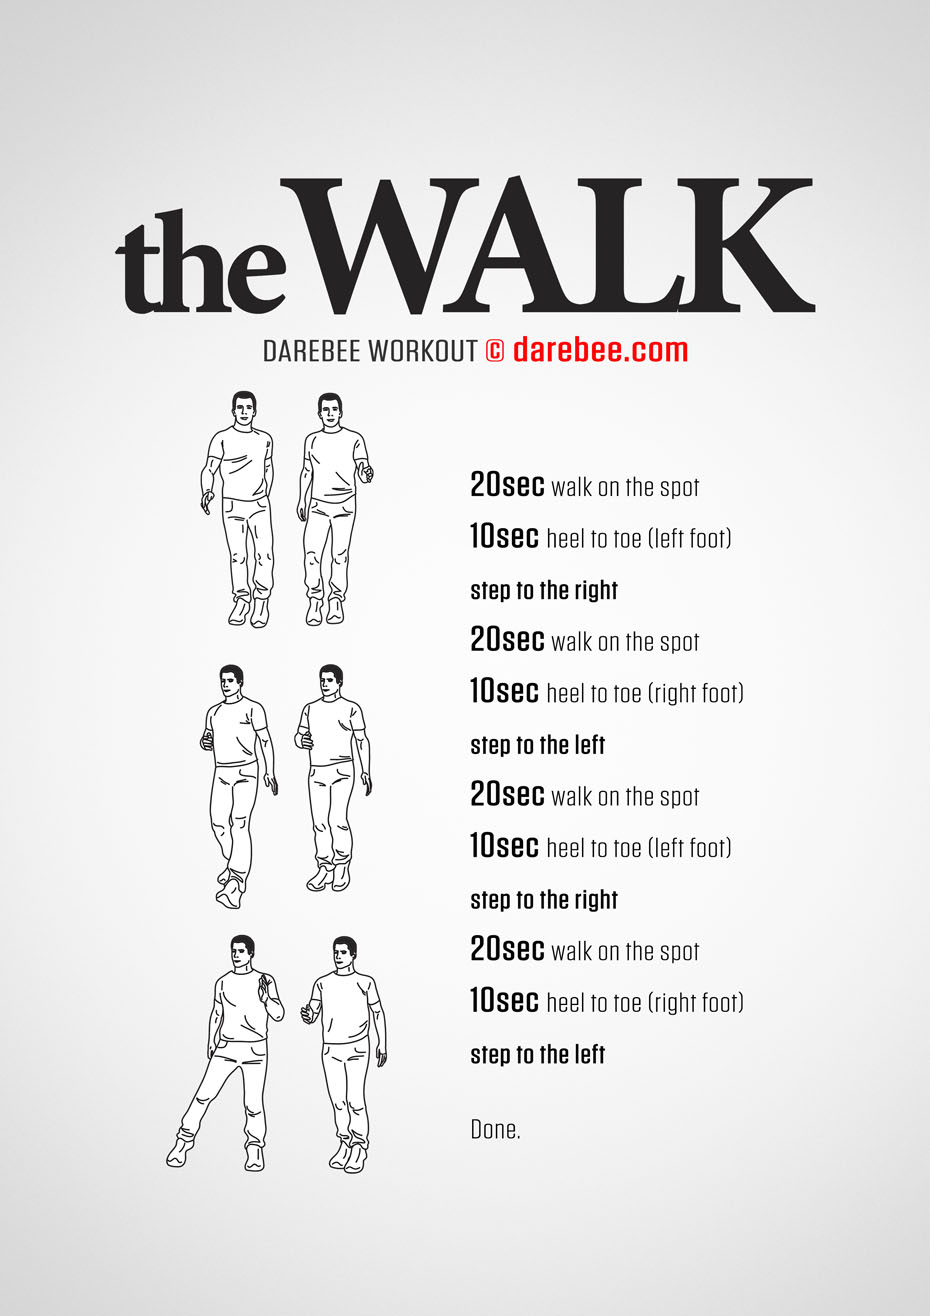 the WALK
DAREBEE WORKOUT © darebee.com
20sec walk on the spot
10sec heel to toe (left foot)
step to the right
20sec walk on the spot
10sec heel to toe (right foot)
step to the left
20sec walk on the spot
10sec heel to toe (left foot)
step to the right
20sec walk on the spot
10sec heel to toe (right foot)
step to the left
Done.